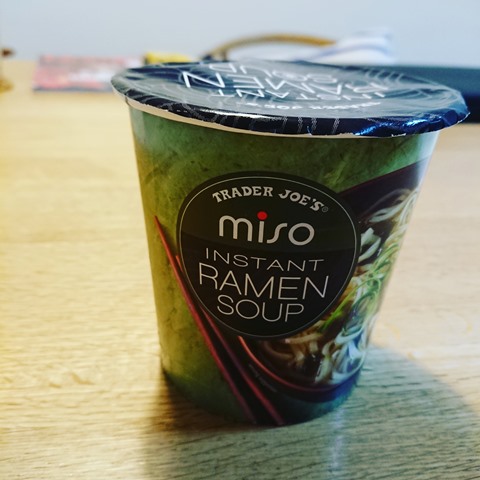 TRADER JOE'S®
miso
INSTANT
RAMEN
SOUP